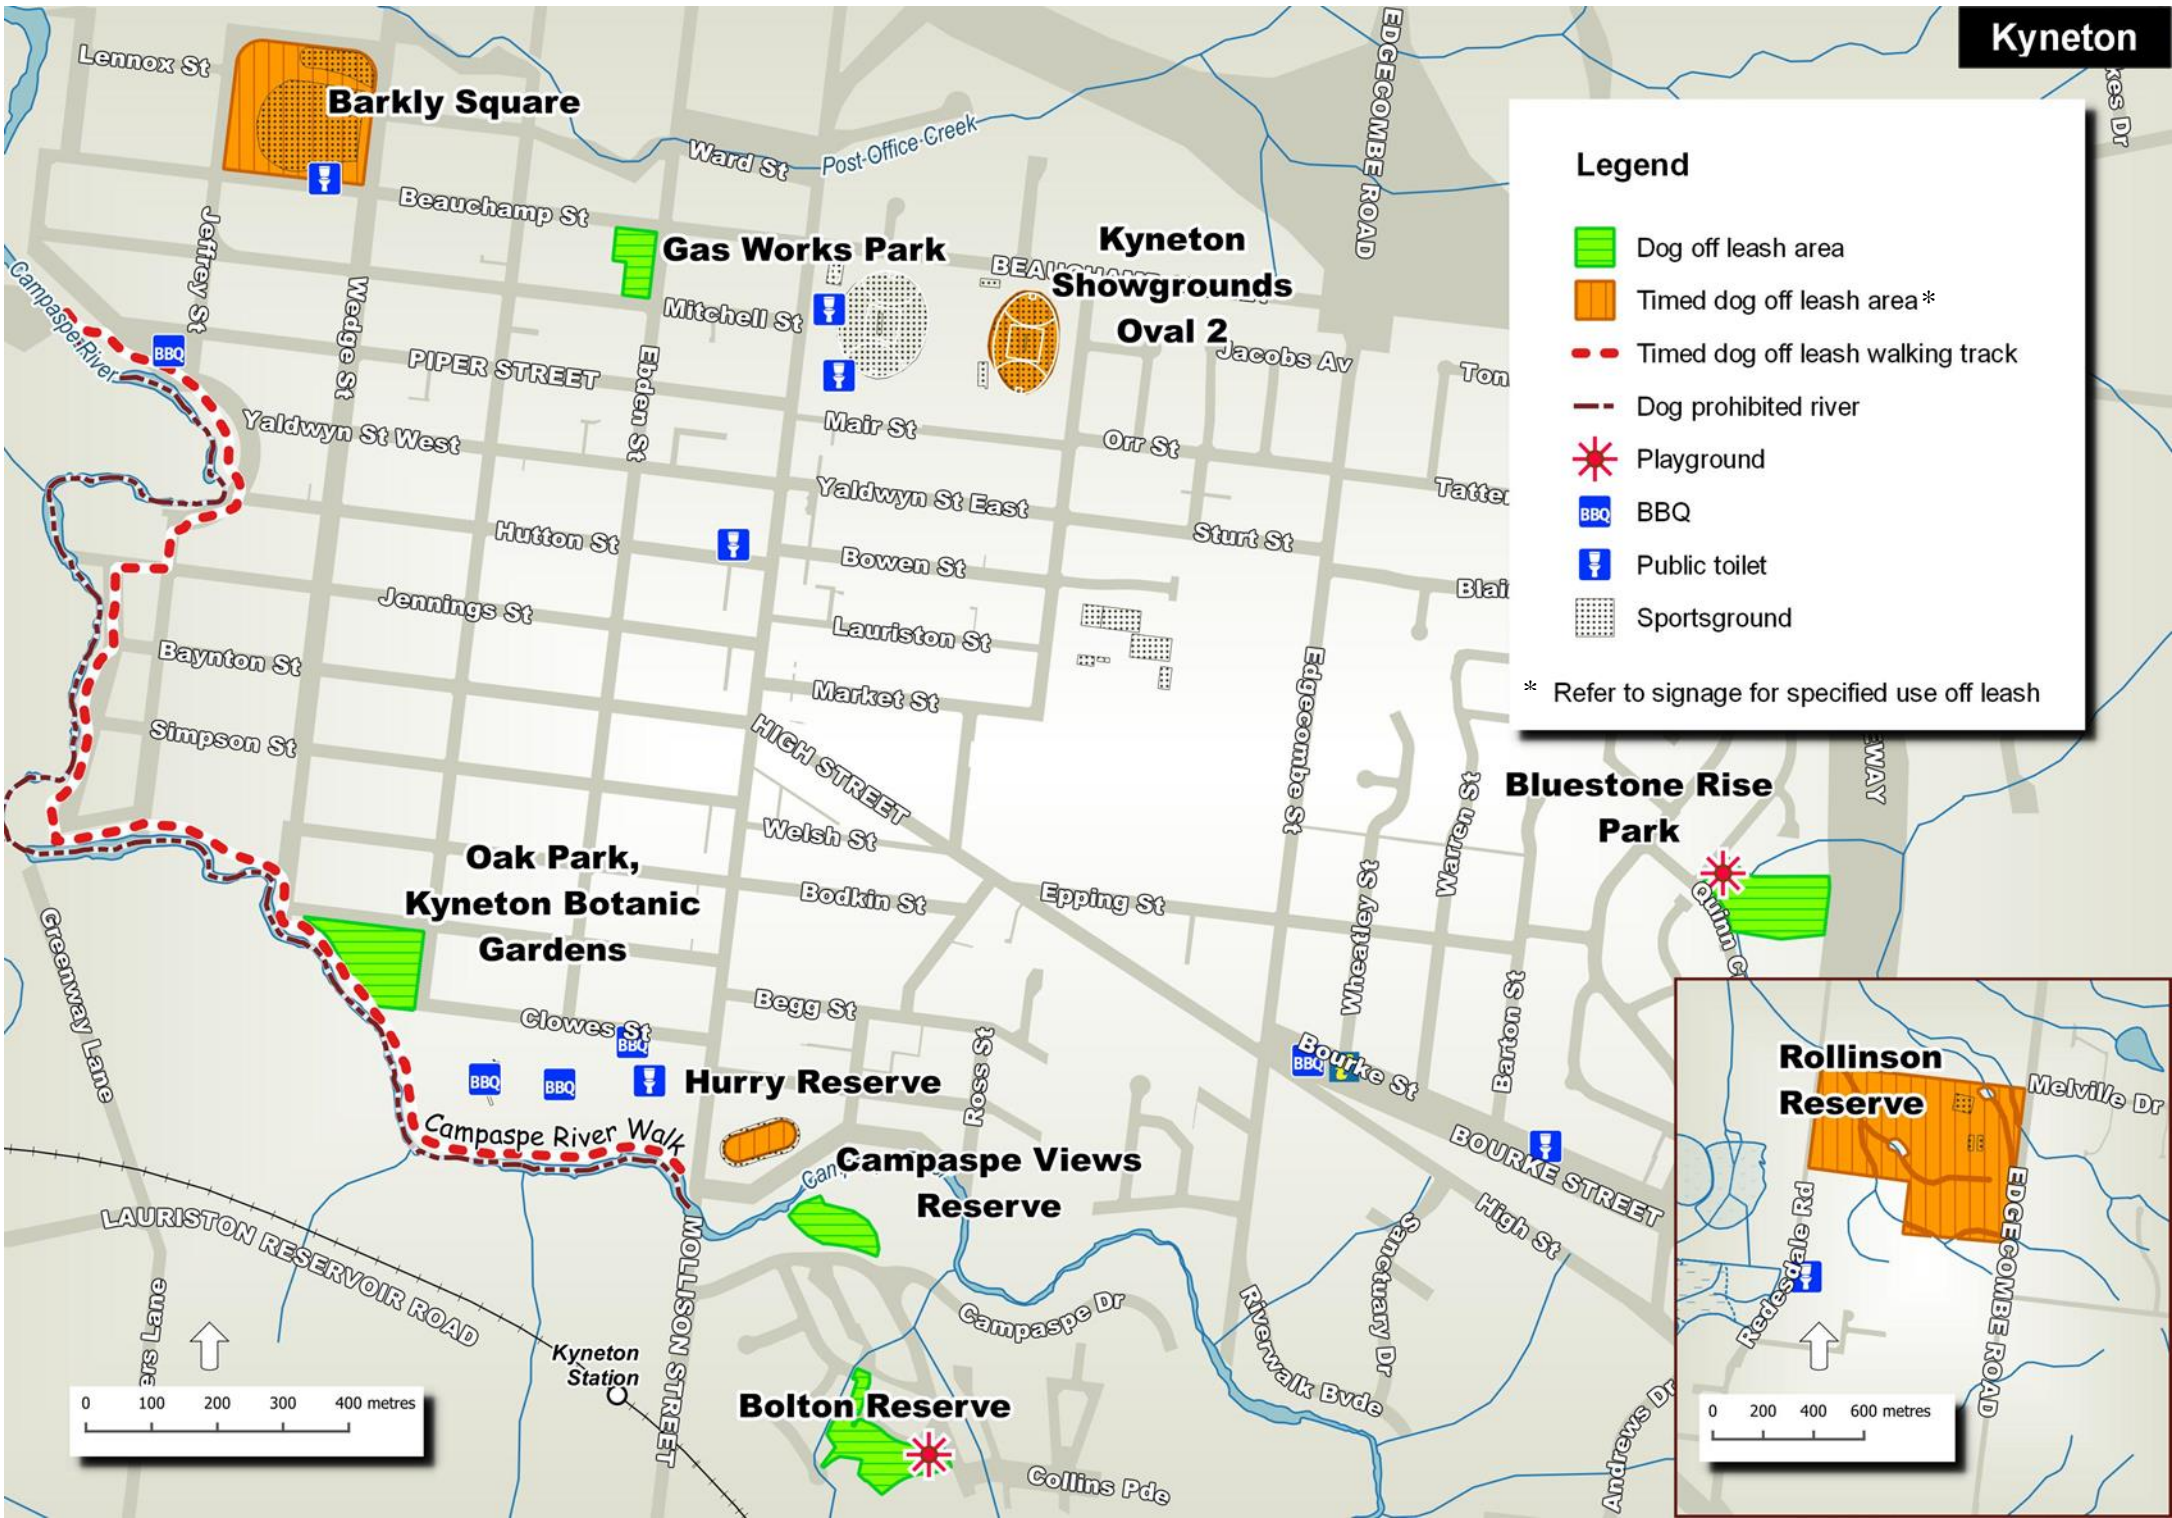 Kyneton
Lennox St
Barkly Square
Ward St
Post Office Creek
EDGECOMBE ROAD
Beauchamp St
Jeffrey St
Gas Works Park
Kyneton
Showgrounds
Oval 2
Campaspe River
Wedge St
Mitchell St
Jacobs Av
BBQ
PIPER STREET
Ebden St
Yaldwyn St West
Mair St
Orr St
Yaldwyn St East
Hutton St
Sturt St
Bowen St
Jennings St
Lauriston St
Baynton St
Market St
Edgecombe St
Simpson St
HIGH STREET
Welsh St
Warren St
Bluestone Rise
Park
Oak Park,
Kyneton Botanic
Gardens
Bodkin St
Epping St
Wheatley St
Quinn C
Greenway Lane
Begg St
Barton St
Clowes St
BBQ
BBQ
BBQ
Hurry Reserve
Ross St
BBQ
Bourke St
Campaspe River Walk
Campaspe Views
Reserve
BOURKE STREET
High St
LAURISTON RESERVOIR ROAD
MOLLISON STREET
Sanctuary Dr
Campaspe Dr
Riverwalk Bvde
ers Lane
Kyneton
Station
Bolton Reserve
Collins Pde
Andrews Dr
0 100 200 300 400 metres
Legend
Dog off leash area
Timed dog off leash area*
Timed dog off leash walking track
Dog prohibited river
Playground
BBQ BBQ
Public toilet
Sportsground
* Refer to signage for specified use off leash
Rollinson
Reserve
Melville Dr
Redesdale Rd
EDGECOMBE ROAD
0 200 400 600 metres